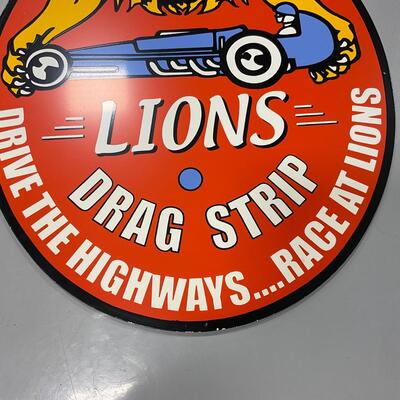 LIONS
DRAG STRIP
DRIVE THE HIGHWAYS....RACE AT LIONS